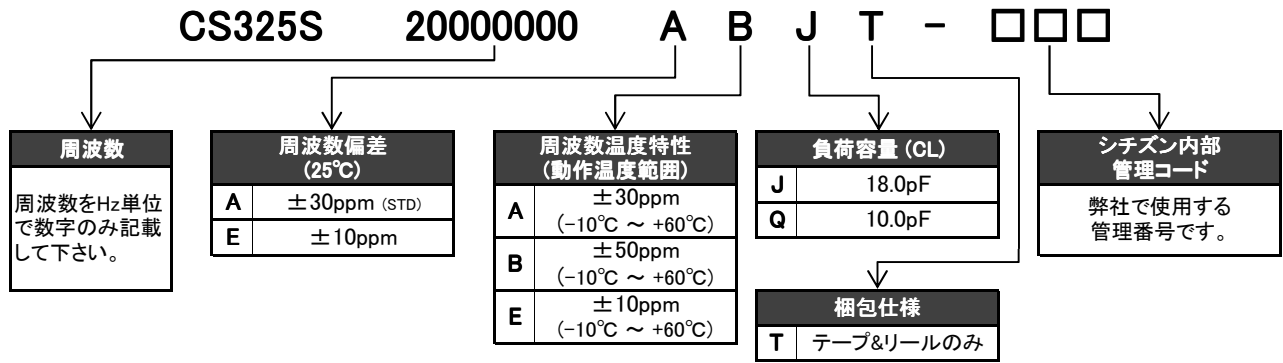 CS325S 20000000 A B J T - □□□
周波数
周波数をHz単位
で数字のみ記載
して下さい。
周波数偏差
(25℃)
A ±30ppm (STD)
E ±10ppm
周波数温度特性
(動作温度範囲)
A ±30ppm
(-10℃ ~ +60℃)
B ±50ppm
(-10℃ ~ +60℃)
E ±10ppm
(-10℃ ~ +60℃)
負荷容量 (CL)
J 18.0pF
Q 10.0pF
梱包仕様
T テープ&リールのみ
シチズン内部
管理コード
弊社で使用する
管理番号です。